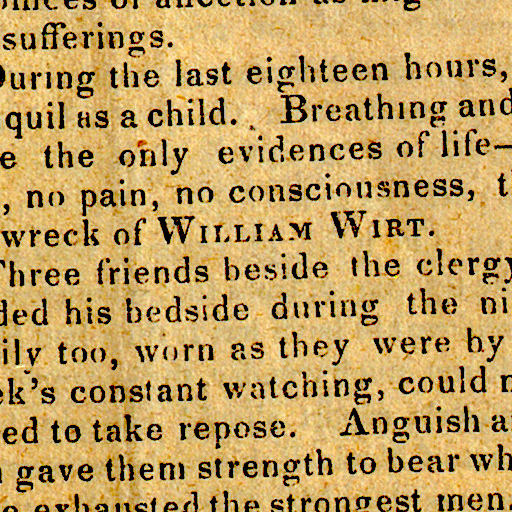 sufferings.
During the last eighteen hours,
quil as a child. Breathing and
e the only evidences of life—
, no pain, no consciousness, t
wreck of WILLIAM WIRT.
Three friends beside the clergy
ded his bedside during the ni
ily too, worn as they were by
ek's constant watching, could n
ed to take repose. Anguish a
gave them strength to bear wh
e exhausted the strongest men.